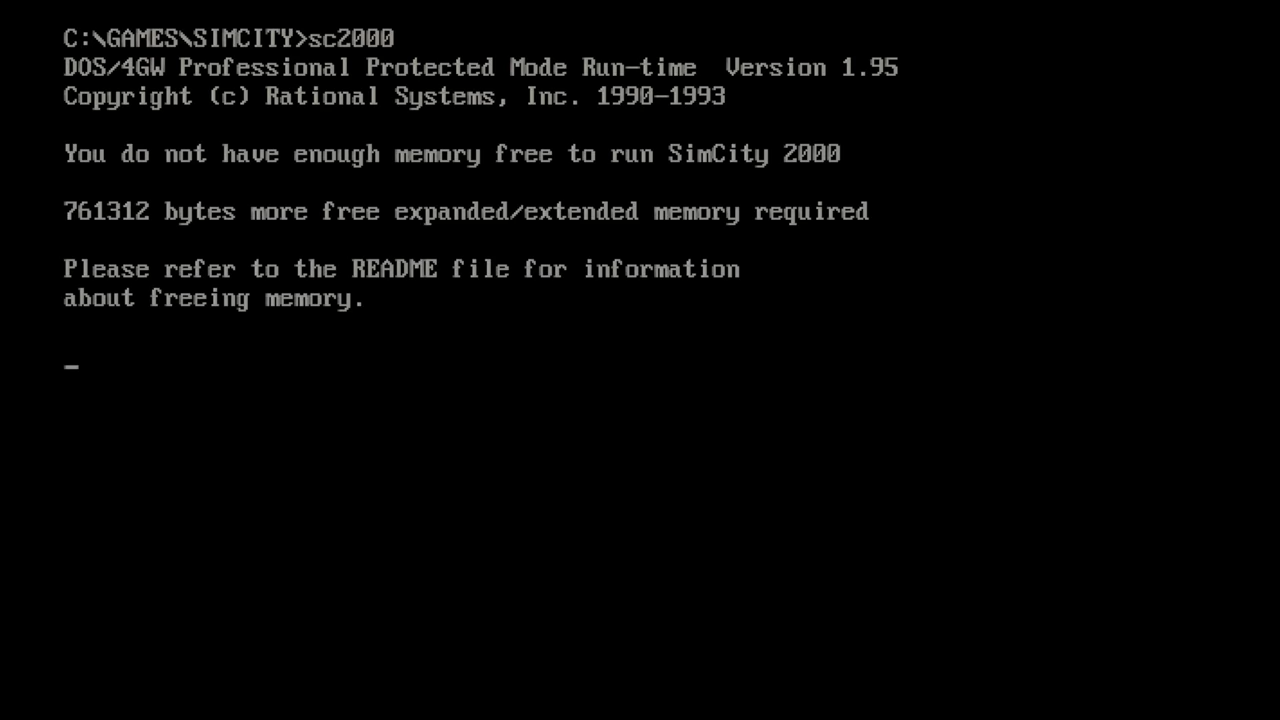 C:\GAMES\SIMCITY>sc2000
DOS/4GW Professional Protected Mode Run-time  Version 1.95
Copyright (c) Rational Systems, Inc. 1990-1993
You do not have enough memory free to run SimCity 2000
761312 bytes more free expanded/extended memory required
Please refer to the README file for information
about freeing memory.